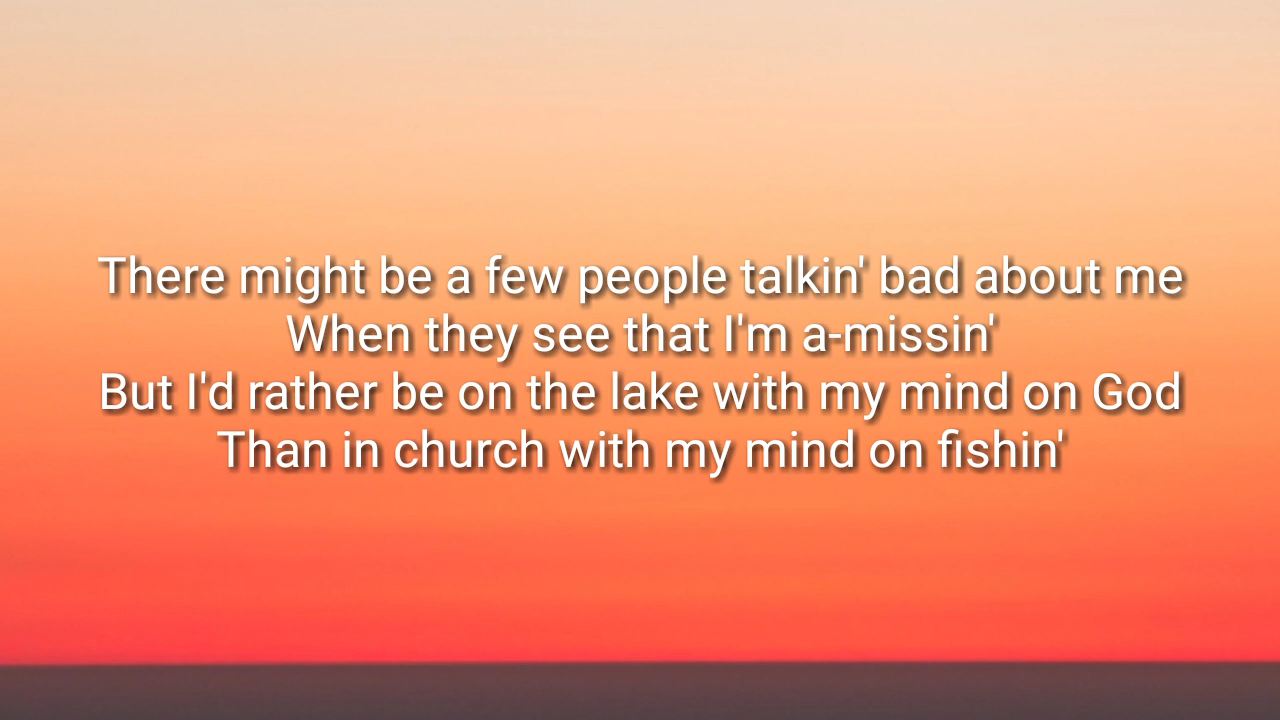 There might be a few people talkin' bad about me
When they see that I'm a-missin'
But I'd rather be on the lake with my mind on God
Than in church with my mind on fishin'